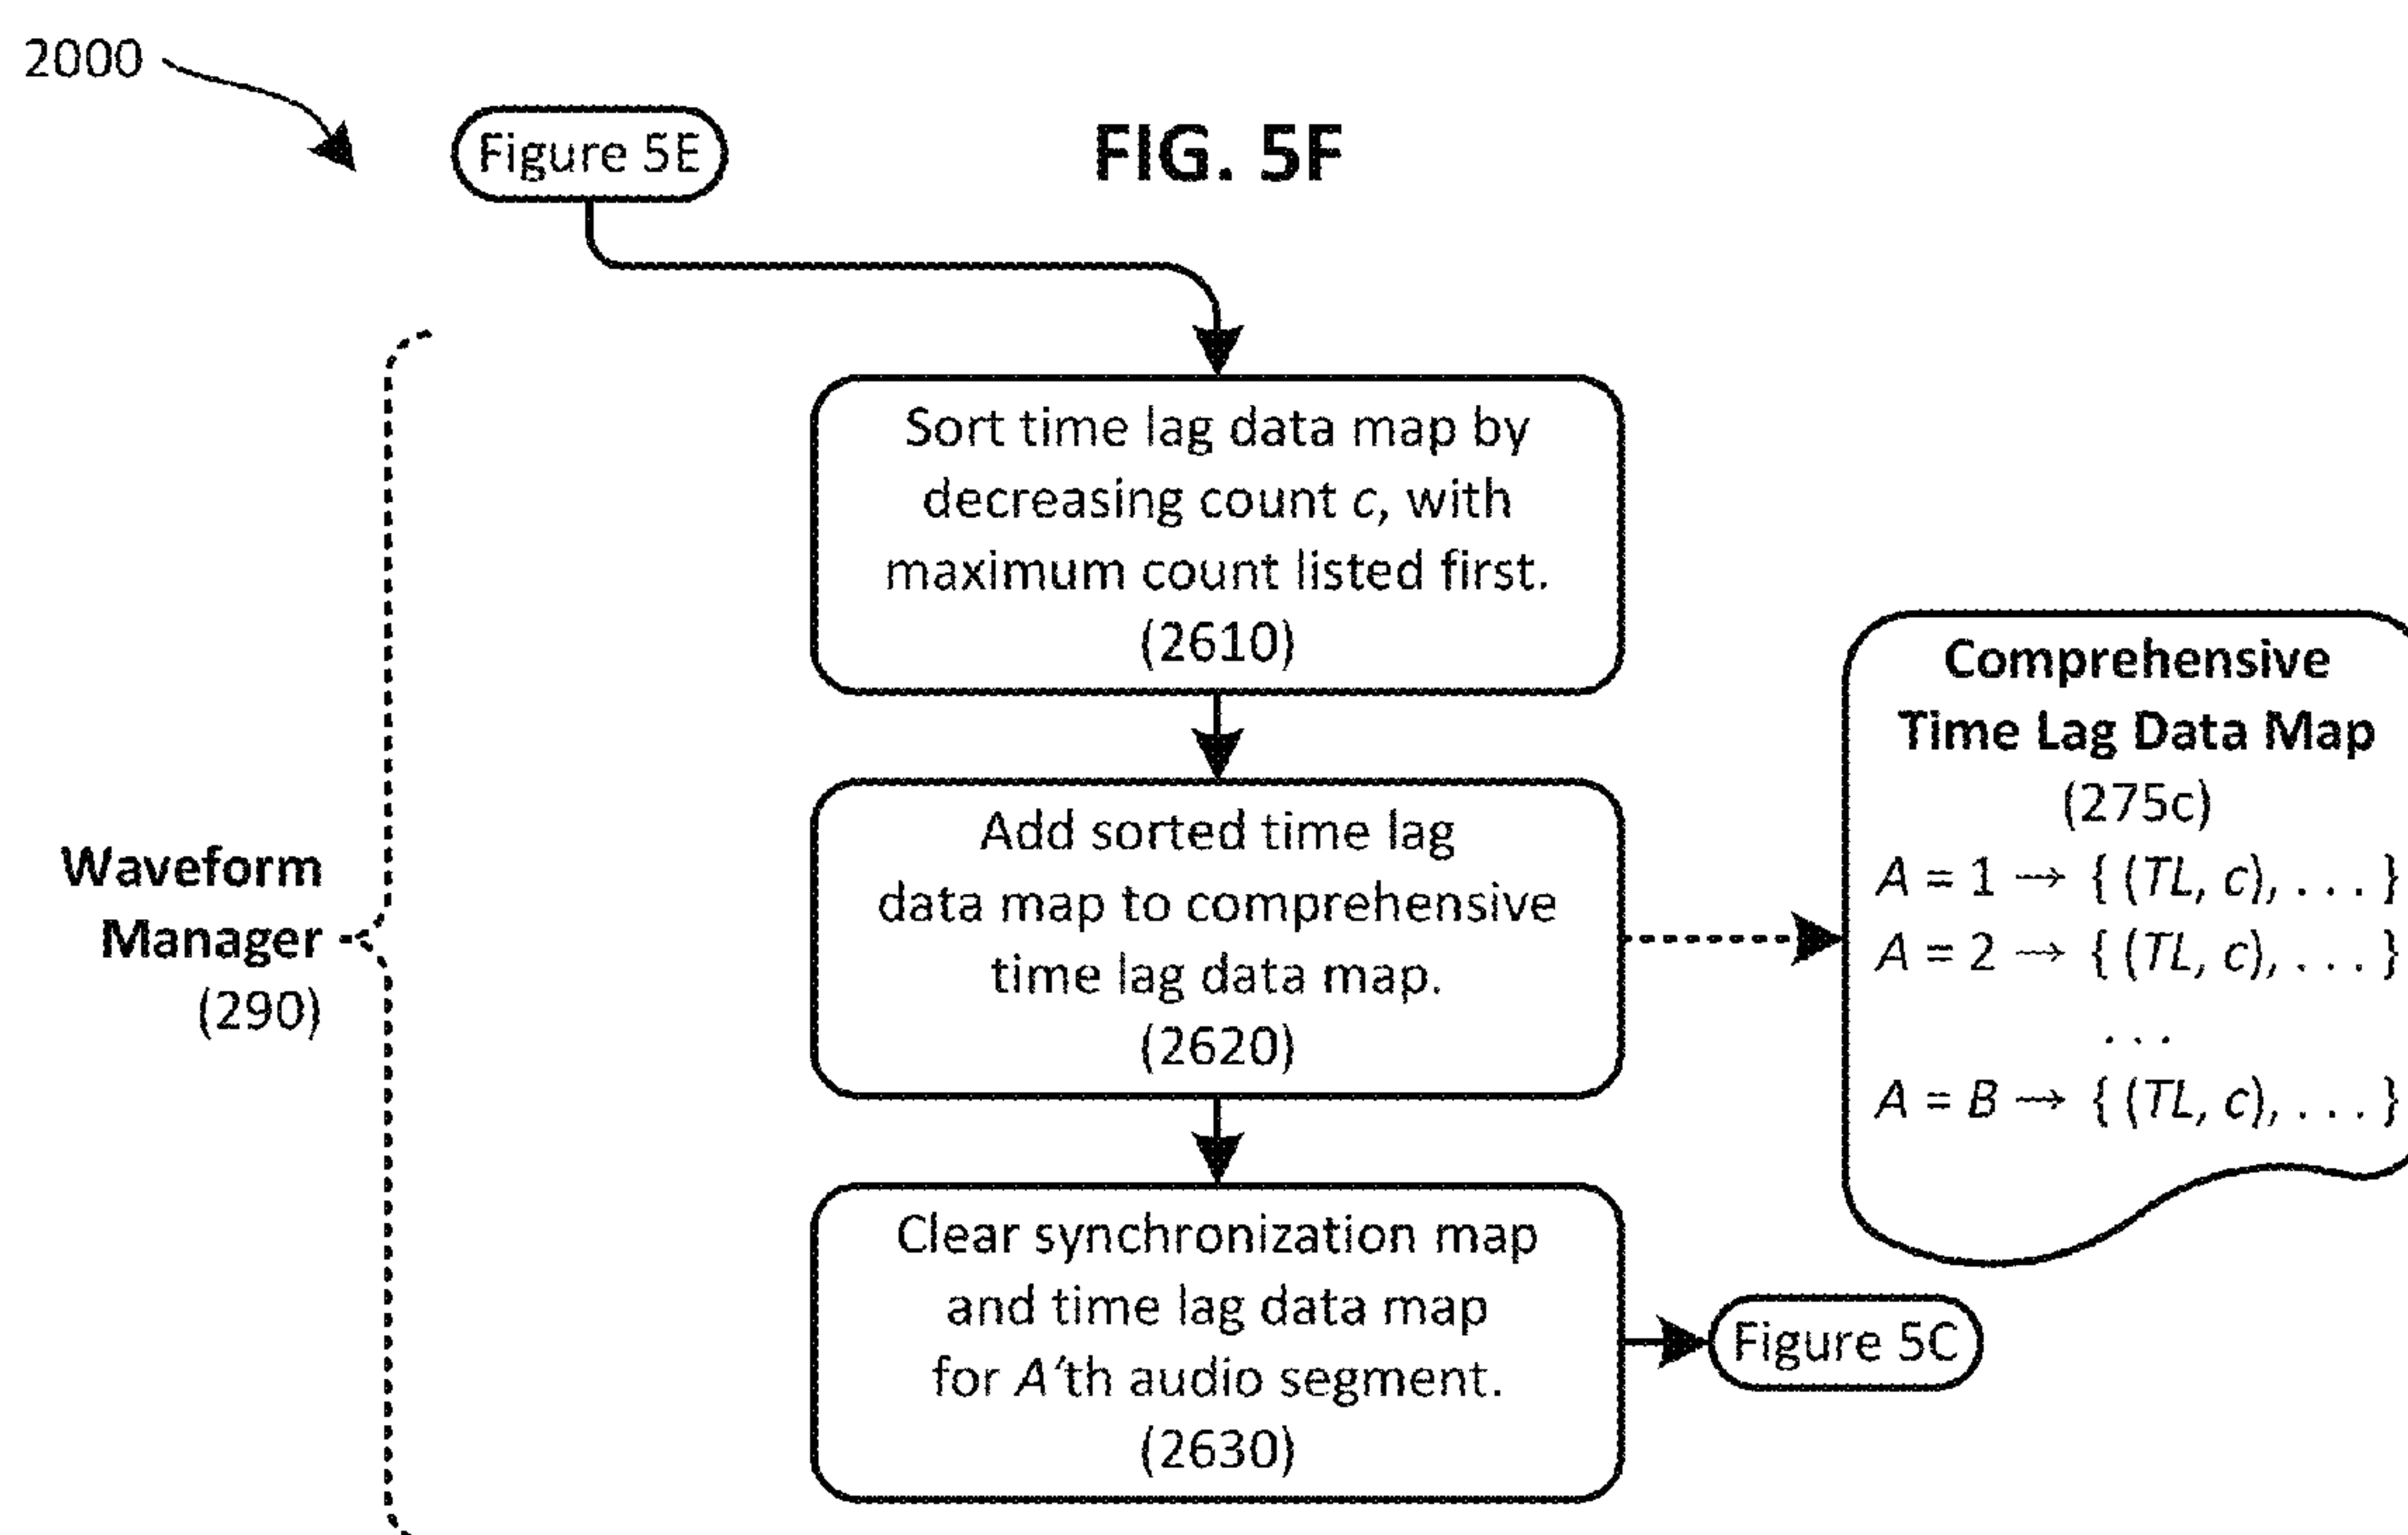 2000
Figure 5E
FIG. 5F
Sort time lag data map by
decreasing count c, with
maximum count listed first.
(2610)
Comprehensive
Time Lag Data Map
(275c)
A = 1 → { (TL, c), . . . }
A = 2 → { (TL, c), . . . }
. . .
A = B → { (TL, c), . . . }
Add sorted time lag
data map to comprehensive
time lag data map.
(2620)
Waveform
Manager
(290)
Clear synchronization map
and time lag data map
for A'th audio segment.
(2630)
Figure 5C